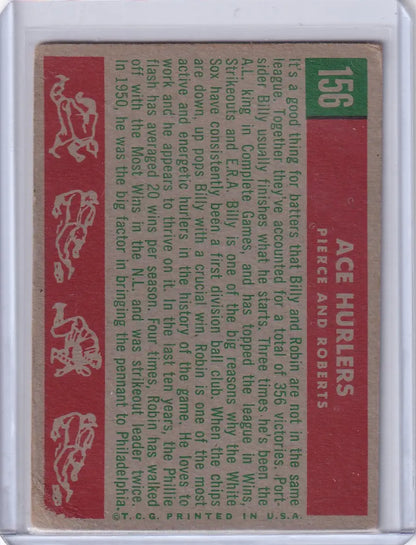 156
ACE HURLERS
PIERCE AND ROBERTS
It's a good thing for batters that Billy and Robin are not in the same
league. Together they've accounted for a total of 356 victories. Port
sider Billy usually finishes what he starts. Three times he's been the
A.L. king in Complete Games, and has topped the league in Wins,
Strikeouts and E.R.A. Billy is one of the big reasons why the White
Sox have consistently been a first division ball club. When the chips
are down, up pops Billy with a crucial win. Robin is one of the most
active and energetic hurlers in the history of the game. He loves to
work and he appears to thrive on it. In the last ten years the Phillie
flash has averaged 20 wins per season. Four times, Robin has walked
off with the Most Wins in the N.L. and was strikeout leader twice.
In 1950, he was the big factor in bringing the pennant to Philadelphia.
©T.C.G. PRINTED IN U.S.A.